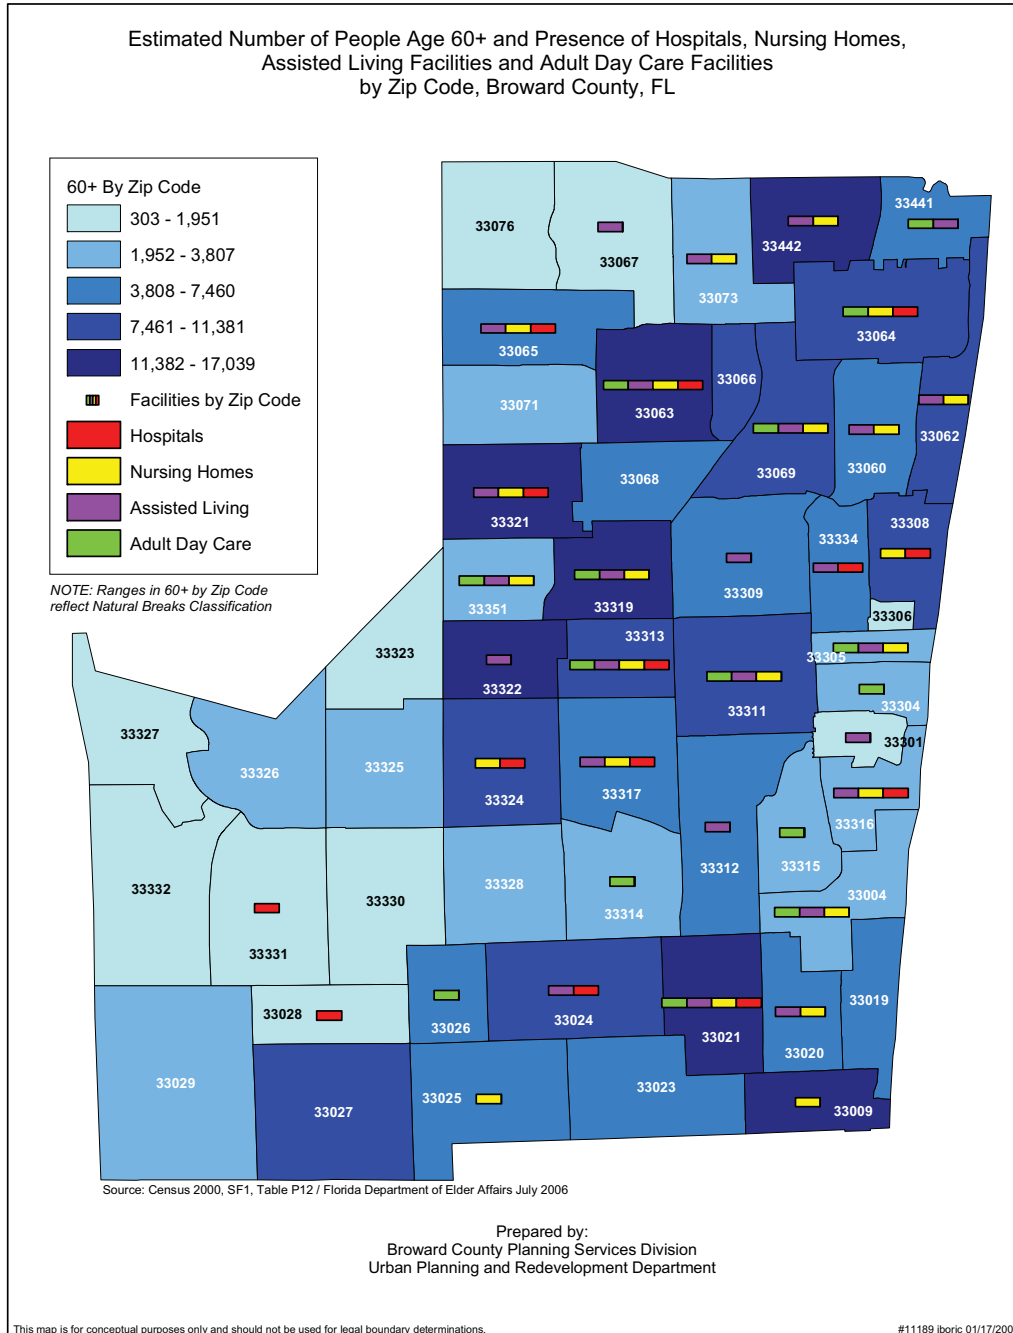 Estimated Number of People Age 60+ and Presence of Hospitals, Nursing Homes,
Assisted Living Facilities and Adult Day Care Facilities
by Zip Code, Broward County, FL
60+ By Zip Code
303 - 1,951
1,952 - 3,807
3,808 - 7,460
7,461 - 11,381
11,382 - 17,039
Facilities by Zip Code
Hospitals
Nursing Homes
Assisted Living
Adult Day Care
NOTE: Ranges in 60+ by Zip Code
reflect Natural Breaks Classification
33076
33067
33073
33442
33441
33064
33065
33063
33066
33071
33062
33069
33060
33068
33321
33308
33334
33309
33351
33319
33306
33323
33313
33305
33322
33311
33304
33327
33301
33326
33325
33324
33317
33316
33312
33315
33332
33330
33328
33314
33004
33331
33028
33026
33024
33021
33019
33020
33029
33027
33025
33023
33009
Source: Census 2000, SF1, Table P12 / Florida Department of Elder Affairs July 2006
Prepared by:
Broward County Planning Services Division
Urban Planning and Redevelopment Department
This map is for conceptual purposes only and should not be used for legal boundary determinations.
#11189 jboric 01/17/200